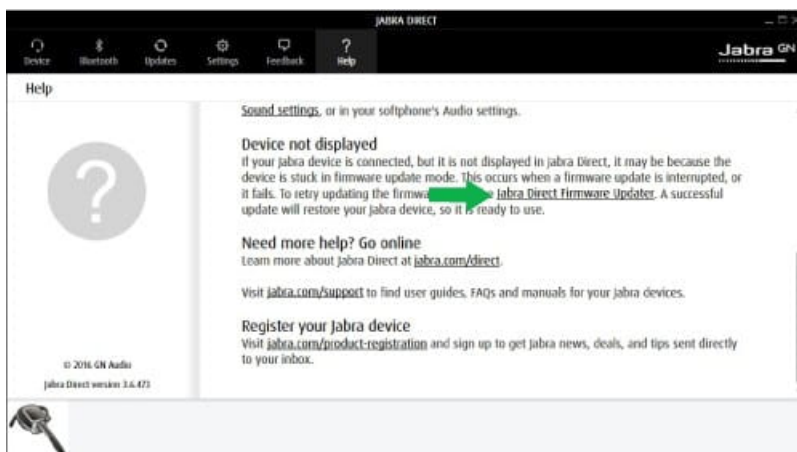 JABRA DIRECT
Device Bluetooth Updates Settings Feedback Help
Jabra GN
Help
Sound settings, or in your softphone's Audio settings.
Device not displayed
If your Jabra device is connected, but it is not displayed in Jabra Direct, it may be because the
device is stuck in firmware update mode. This occurs when a firmware update is interrupted, or
it fails. To retry updating the firmwa Jabra Direct Firmware Updater. A successful
update will restore your Jabra device, so it is ready to use.
Need more help? Go online
Learn more about Jabra Direct at jabra.com/direct.
Visit jabra.com/support to find user guides, FAQs and manuals for your Jabra devices.
Register your Jabra device
Visit jabra.com/product-registration and sign up to get Jabra news, deals, and tips sent directly
to your inbox.
© 2016 GN Audio
Jabra Direct version 3.6.473